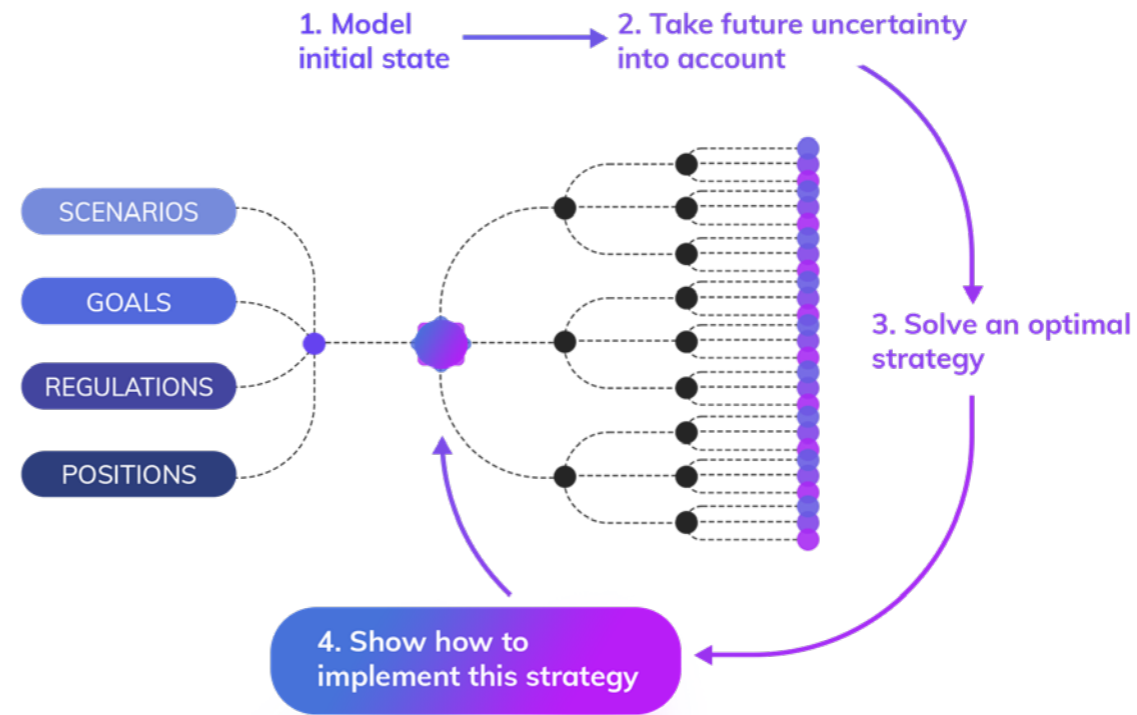 1. Model
initial state
2. Take future uncertainty
into account
SCENARIOS
GOALS
REGULATIONS
POSITIONS
3. Solve an optimal
strategy
4. Show how to
implement this strategy